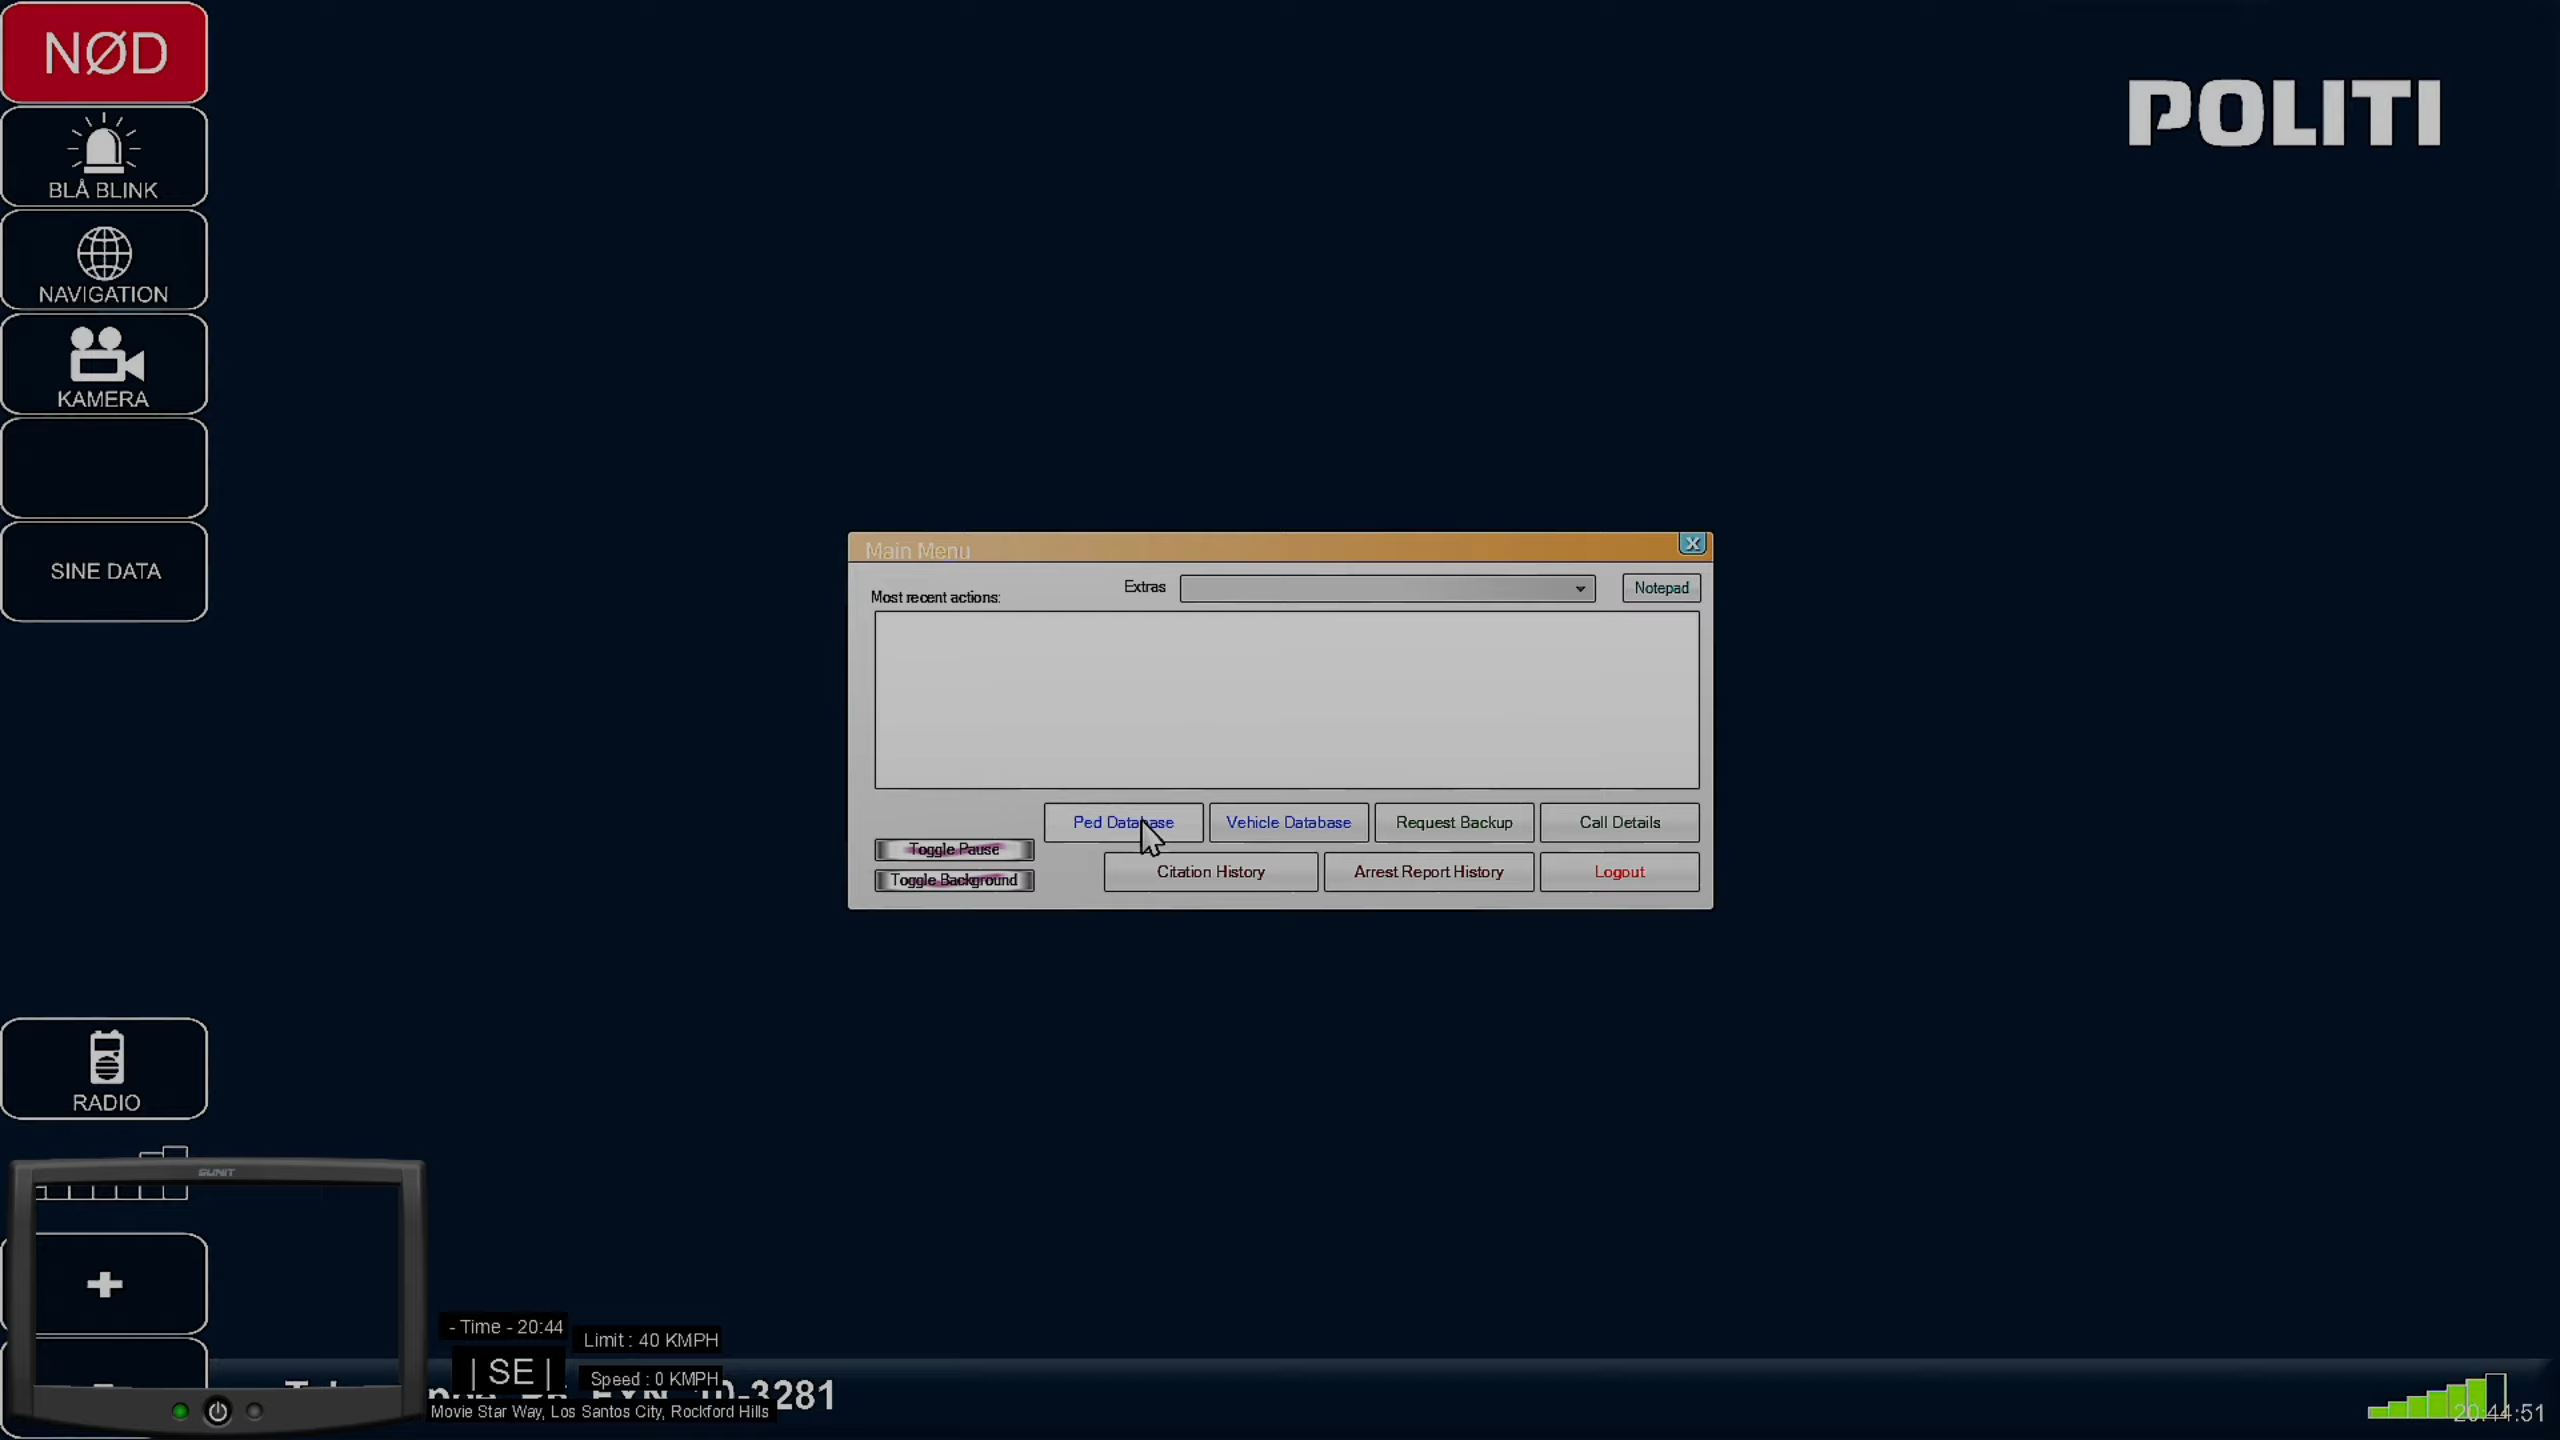 NØD
BLÅ BLINK
NAVIGATION
KAMERA
SINE DATA
RADIO
POLITI
Main Menu
Most recent actions:
Extras
Notepad
Ped Database
Vehicle Database
Request Backup
Call Details
Toggle Pause
Toggle Background
Citation History
Arrest Report History
Logout
SUNIT
- Time - 20:44
Limit : 40 KMPH
| SE |
Speed : 0 KMPH
-3281
Movie Star Way, Los Santos City, Rockford Hills
20:44:51